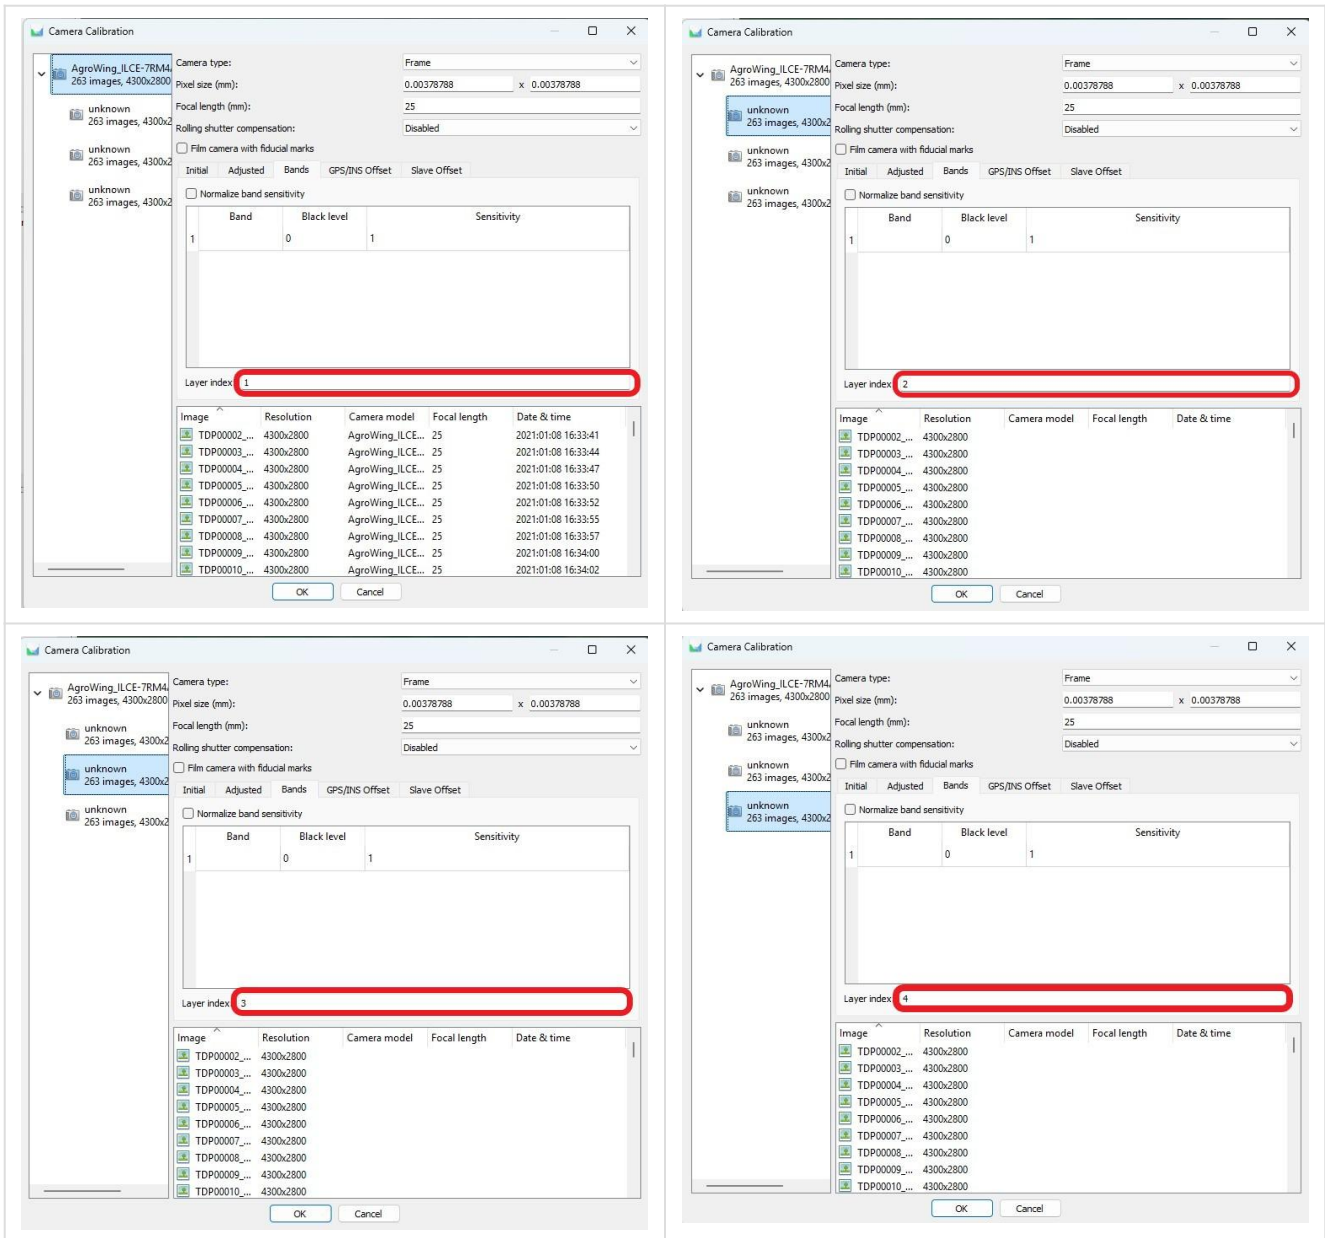 Camera Calibration
AgroWing_ILCE-7RM4
263 images, 4300x2800
unknown
263 images, 4300x2
unknown
263 images, 4300x2
unknown
263 images, 4300x2
Camera type: Frame
Pixel size (mm): 0.00378788 x 0.00378788
Focal length (mm): 25
Rolling shutter compensation: Disabled
Film camera with fiducial marks
Initial Adjusted Bands GPS/INS Offset Slave Offset
Normalize band sensitivity
Band Black level Sensitivity
1 0 1
Layer index: 1
Image Resolution Camera model Focal length Date & time
TDP00002_... 4300x2800 AgroWing_ILCE... 25 2021:01:08 16:33:41
TDP00003_... 4300x2800 AgroWing_ILCE... 25 2021:01:08 16:33:44
TDP00004_... 4300x2800 AgroWing_ILCE... 25 2021:01:08 16:33:47
TDP00005_... 4300x2800 AgroWing_ILCE... 25 2021:01:08 16:33:50
TDP00006_... 4300x2800 AgroWing_ILCE... 25 2021:01:08 16:33:52
TDP00007_... 4300x2800 AgroWing_ILCE... 25 2021:01:08 16:33:55
TDP00008_... 4300x2800 AgroWing_ILCE... 25 2021:01:08 16:33:57
TDP00009_... 4300x2800 AgroWing_ILCE... 25 2021:01:08 16:34:00
TDP00010_... 4300x2800 AgroWing_ILCE... 25 2021:01:08 16:34:02
OK Cancel
Camera Calibration
AgroWing_ILCE-7RM4
263 images, 4300x2800
unknown
263 images, 4300x2
unknown
263 images, 4300x2
unknown
263 images, 4300x2
Camera type: Frame
Pixel size (mm): 0.00378788 x 0.00378788
Focal length (mm): 25
Rolling shutter compensation: Disabled
Film camera with fiducial marks
Initial Adjusted Bands GPS/INS Offset Slave Offset
Normalize band sensitivity
Band Black level Sensitivity
1 0 1
Layer index: 2
Image Resolution Camera model Focal length Date & time
TDP00002_... 4300x2800
TDP00003_... 4300x2800
TDP00004_... 4300x2800
TDP00005_... 4300x2800
TDP00006_... 4300x2800
TDP00007_... 4300x2800
TDP00008_... 4300x2800
TDP00009_... 4300x2800
TDP00010_... 4300x2800
OK Cancel
Camera Calibration
AgroWing_ILCE-7RM4
263 images, 4300x2800
unknown
263 images, 4300x2
unknown
263 images, 4300x2
unknown
263 images, 4300x2
Camera type: Frame
Pixel size (mm): 0.00378788 x 0.00378788
Focal length (mm): 25
Rolling shutter compensation: Disabled
Film camera with fiducial marks
Initial Adjusted Bands GPS/INS Offset Slave Offset
Normalize band sensitivity
Band Black level Sensitivity
1 0 1
Layer index: 3
Image Resolution Camera model Focal length Date & time
TDP00002_... 4300x2800
TDP00003_... 4300x2800
TDP00004_... 4300x2800
TDP00005_... 4300x2800
TDP00006_... 4300x2800
TDP00007_... 4300x2800
TDP00008_... 4300x2800
TDP00009_... 4300x2800
TDP00010_... 4300x2800
OK Cancel
Camera Calibration
AgroWing_ILCE-7RM4
263 images, 4300x2800
unknown
263 images, 4300x2
unknown
263 images, 4300x2
unknown
263 images, 4300x2
Camera type: Frame
Pixel size (mm): 0.00378788 x 0.00378788
Focal length (mm): 25
Rolling shutter compensation: Disabled
Film camera with fiducial marks
Initial Adjusted Bands GPS/INS Offset Slave Offset
Normalize band sensitivity
Band Black level Sensitivity
1 0 1
Layer index: 4
Image Resolution Camera model Focal length Date & time
TDP00002_... 4300x2800
TDP00003_... 4300x2800
TDP00004_... 4300x2800
TDP00005_... 4300x2800
TDP00006_... 4300x2800
TDP00007_... 4300x2800
TDP00008_... 4300x2800
TDP00009_... 4300x2800
TDP00010_... 4300x2800
OK Cancel